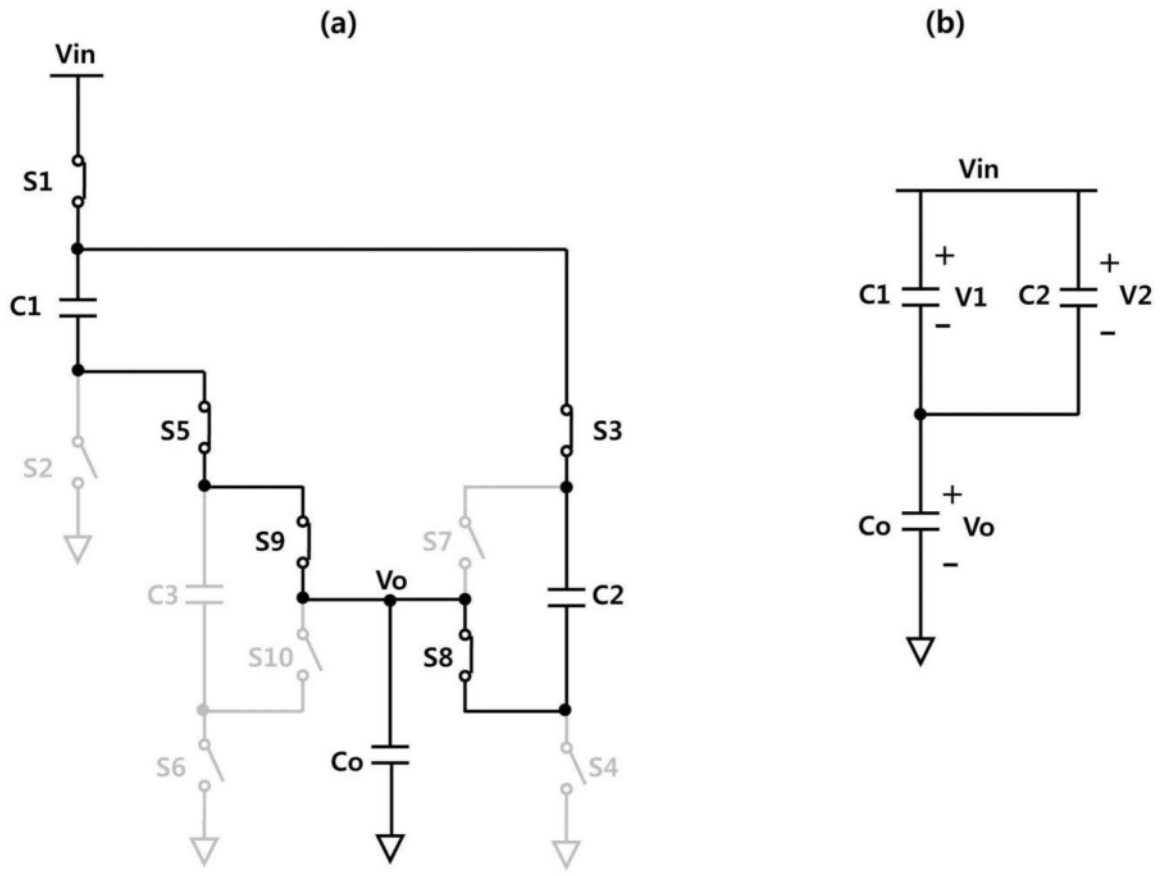 (a)
(b)
Vin
S1
C1
S5
S2
S3
S9
S7
Vo
C3
C2
S10
S8
S6
Co
S4
Vin
+
+
C1
V1
C2
V2
−
−
+
Co
Vo
−